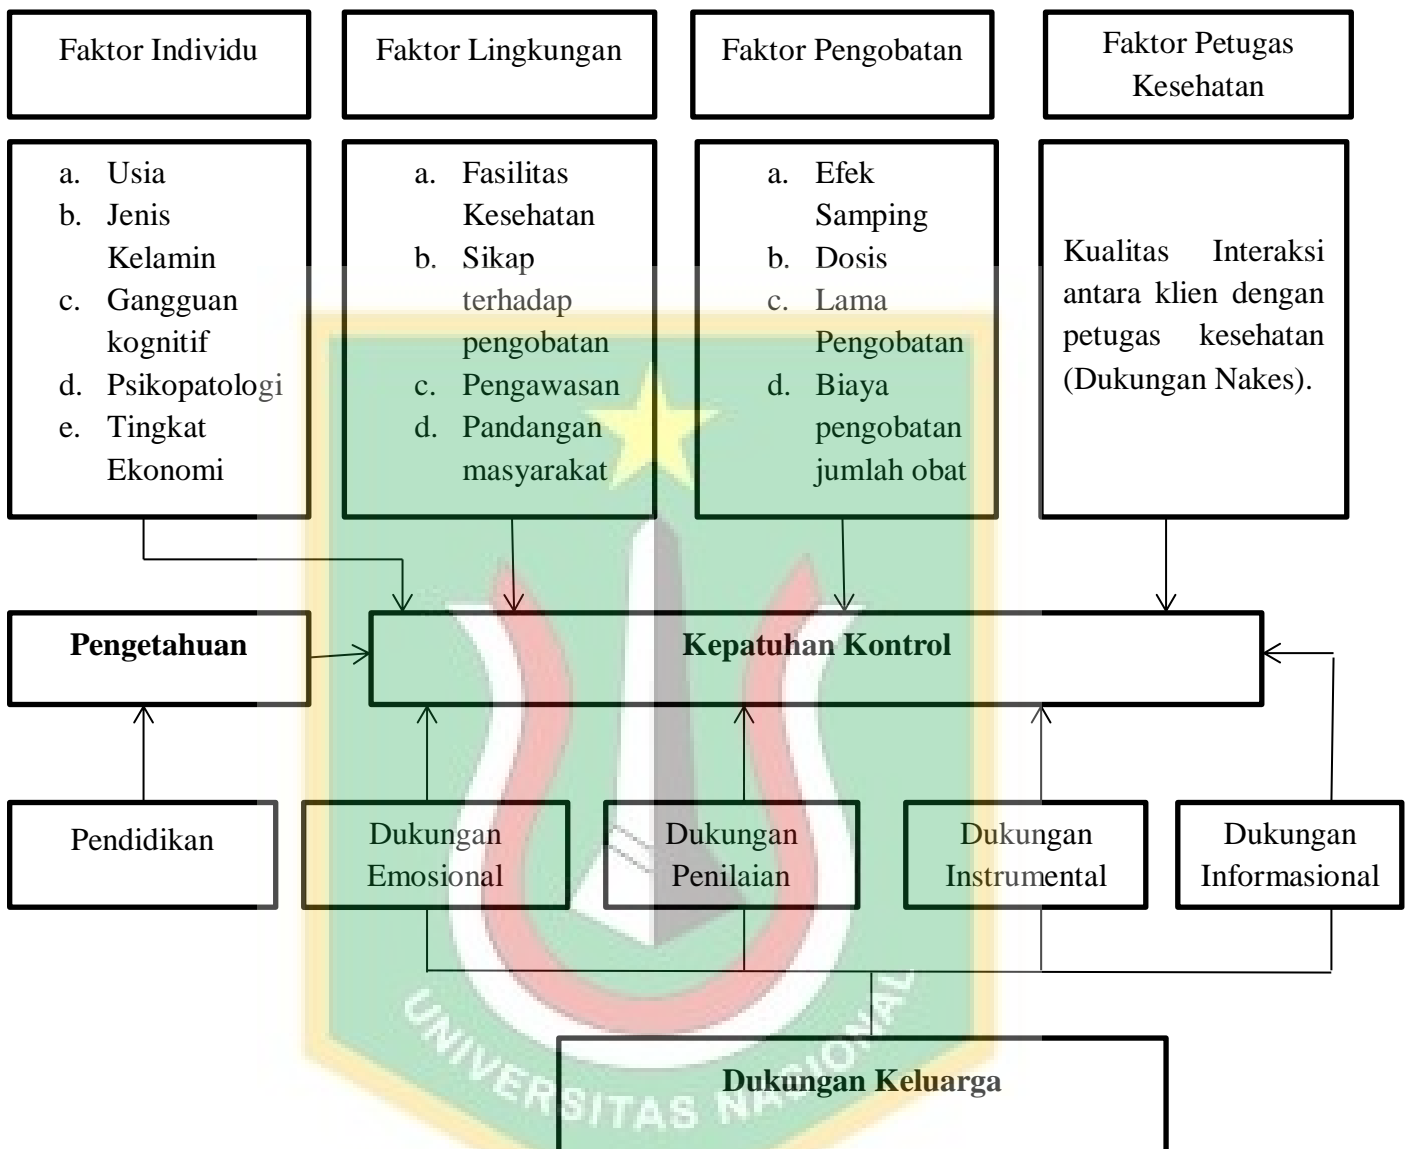 Faktor Individu
Faktor Lingkungan
Faktor Pengobatan
Faktor Petugas
Kesehatan
a. Usia
b. Jenis
Kelamin
c. Gangguan
kognitif
d. Psikopatologi
e. Tingkat
Ekonomi
a. Fasilitas
Kesehatan
b. Sikap
terhadap
pengobatan
c. Pengawasan
d. Pandangan
masyarakat
a. Efek
Samping
b. Dosis
c. Lama
Pengobatan
d. Biaya
pengobatan
jumlah obat
Kualitas Interaksi
antara klien dengan
petugas kesehatan
(Dukungan Nakes).
Pengetahuan
Kepatuhan Kontrol
Pendidikan
Dukungan
Emosional
Dukungan
Penilaian
Dukungan
Instrumental
Dukungan
Informasional
Dukungan Keluarga
UNIVERSITAS NASIONAL